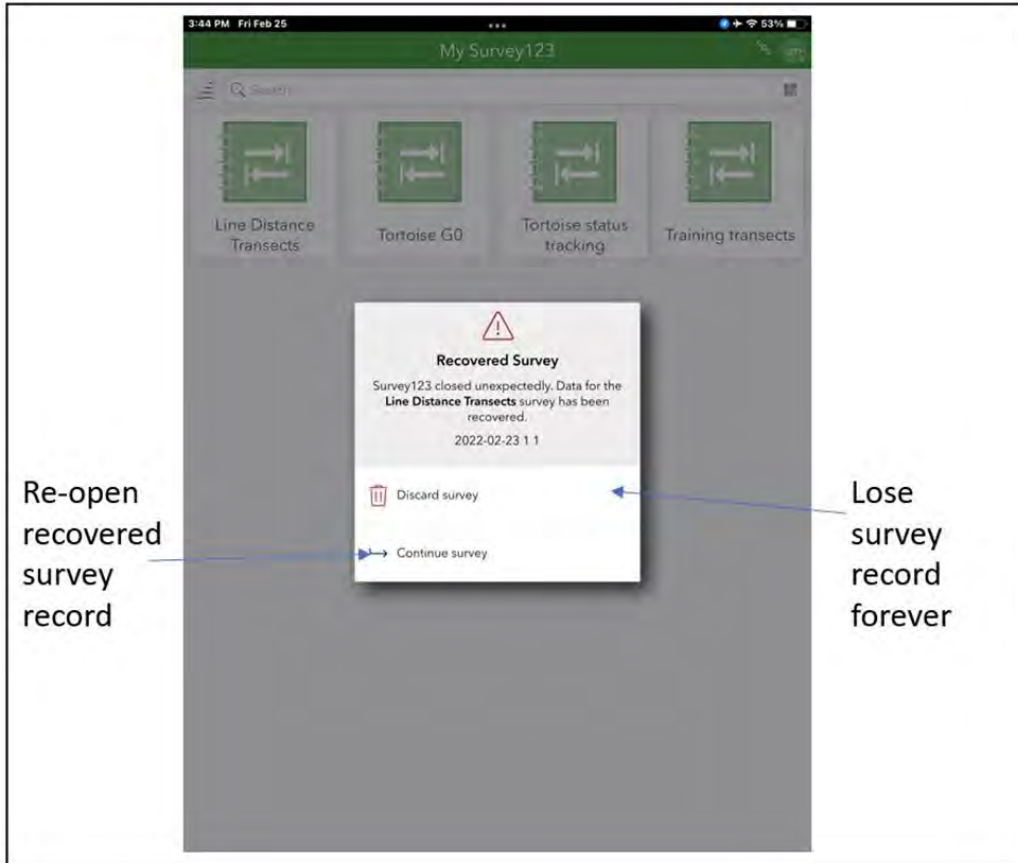 3:44 PM Fri Feb 25
53%
My Survey123
Search
Line Distance
Transects
Tortoise G0
Tortoise status
tracking
Training transects
Recovered Survey
Survey123 closed unexpectedly. Data for the
Line Distance Transects survey has been
recovered.
2022-02-23 1 1
Discard survey
Continue survey
Re-open
recovered
survey
record
Lose
survey
record
forever